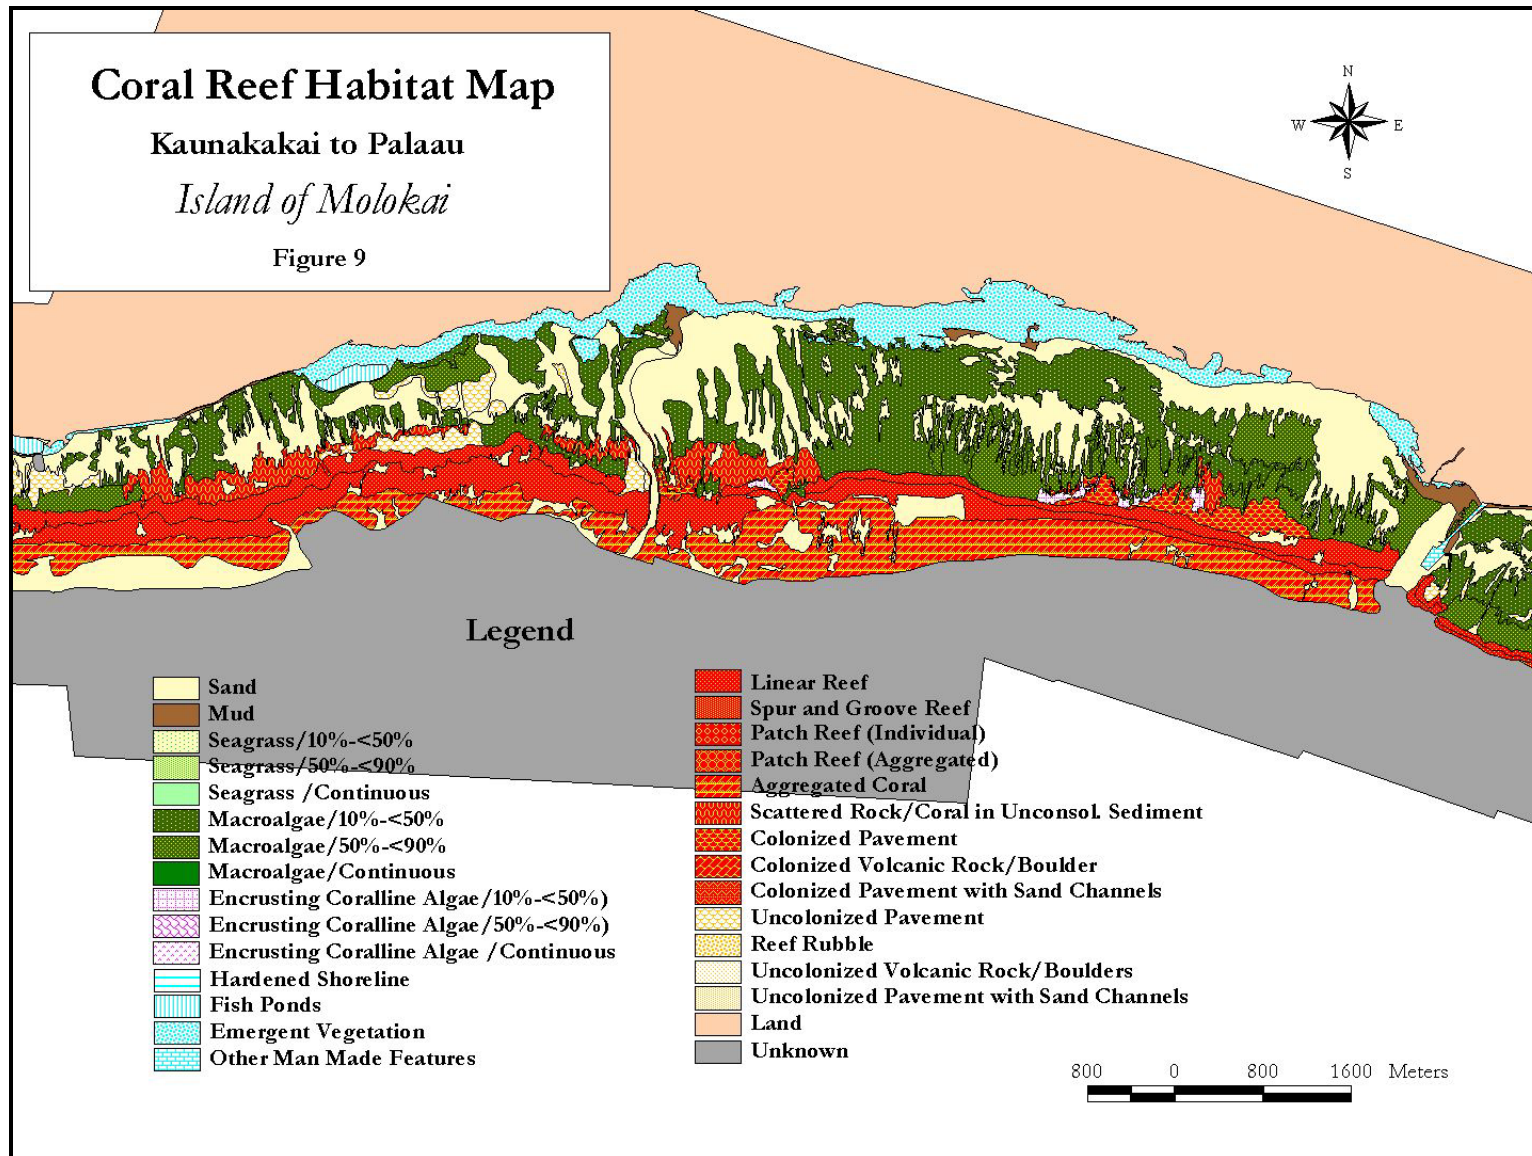 Coral Reef Habitat Map
Kaunakakai to Palaau
Island of Molokai
Figure 9
N
W E
S
Legend
Sand
Mud
Seagrass/10%-<50%
Seagrass/50%-<90%
Seagrass /Continuous
Macroalgae/10%-<50%
Macroalgae/50%-<90%
Macroalgae/Continuous
Encrusting Coralline Algae/10%-<50%)
Encrusting Coralline Algae/50%-<90%)
Encrusting Coralline Algae /Continuous
Hardened Shoreline
Fish Ponds
Emergent Vegetation
Other Man Made Features
Linear Reef
Spur and Groove Reef
Patch Reef (Individual)
Patch Reef (Aggregated)
Aggregated Coral
Scattered Rock/Coral in Unconsol. Sediment
Colonized Pavement
Colonized Volcanic Rock/Boulder
Colonized Pavement with Sand Channels
Uncolonized Pavement
Reef Rubble
Uncolonized Volcanic Rock/Boulders
Uncolonized Pavement with Sand Channels
Land
Unknown
800 0 800 1600 Meters